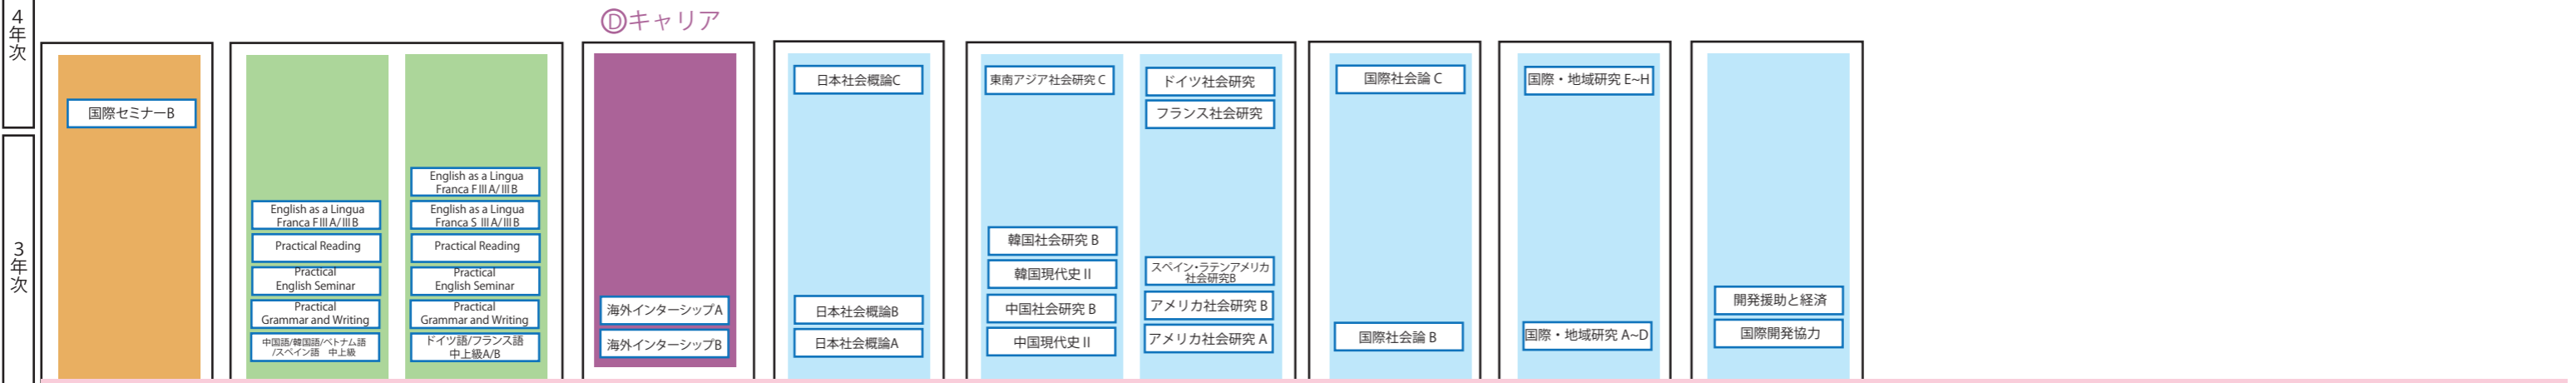 4年次
Ⓓキャリア
国際セミナーB
日本社会概論C
東南アジア社会研究 C
ドイツ社会研究
フランス社会研究
国際社会論 C
国際・地域研究 E~H
3年次
English as a Lingua
Franca FⅢA/ⅢB
Practical Reading
Practical
English Seminar
Practical
Grammar and Writing
中国語/韓国語/ベトナム語
/スペイン語 中上級
English as a Lingua
Franca FⅢA/ⅢB
English as a Lingua
Franca S ⅢA/ⅢB
Practical Reading
Practical
English Seminar
Practical
Grammar and Writing
ドイツ語/フランス語
中上級A/B
海外インターシップA
海外インターシップB
日本社会概論B
日本社会概論A
韓国社会研究 B
韓国現代史Ⅱ
中国社会研究 B
中国現代史Ⅱ
スペイン・ラテンアメリカ
社会研究B
アメリカ社会研究 B
アメリカ社会研究 A
国際社会論 B
国際・地域研究 A~D
開発援助と経済
国際開発協力